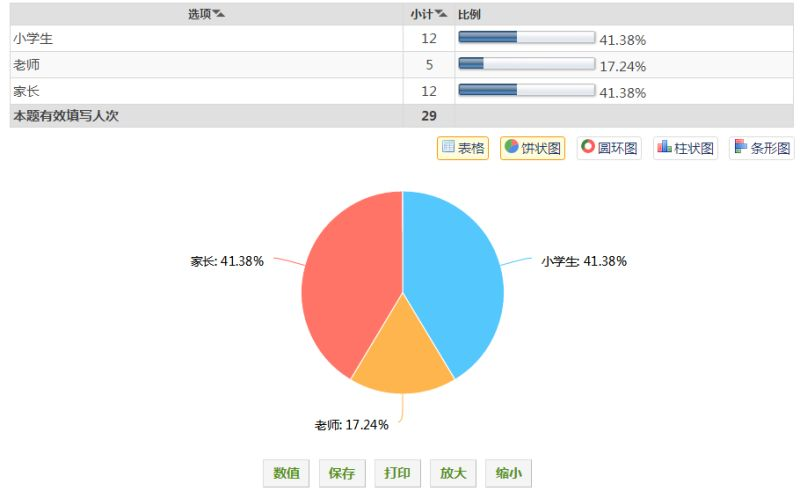 选项 小计 比例
小学生 12 41.38%
老师 5 17.24%
家长 12 41.38%
本题有效填写人次 29
表格 饼状图 圆环图 柱状图 条形图
家长: 41.38% 小学生: 41.38%
老师: 17.24%
数值 保存 打印 放大 缩小